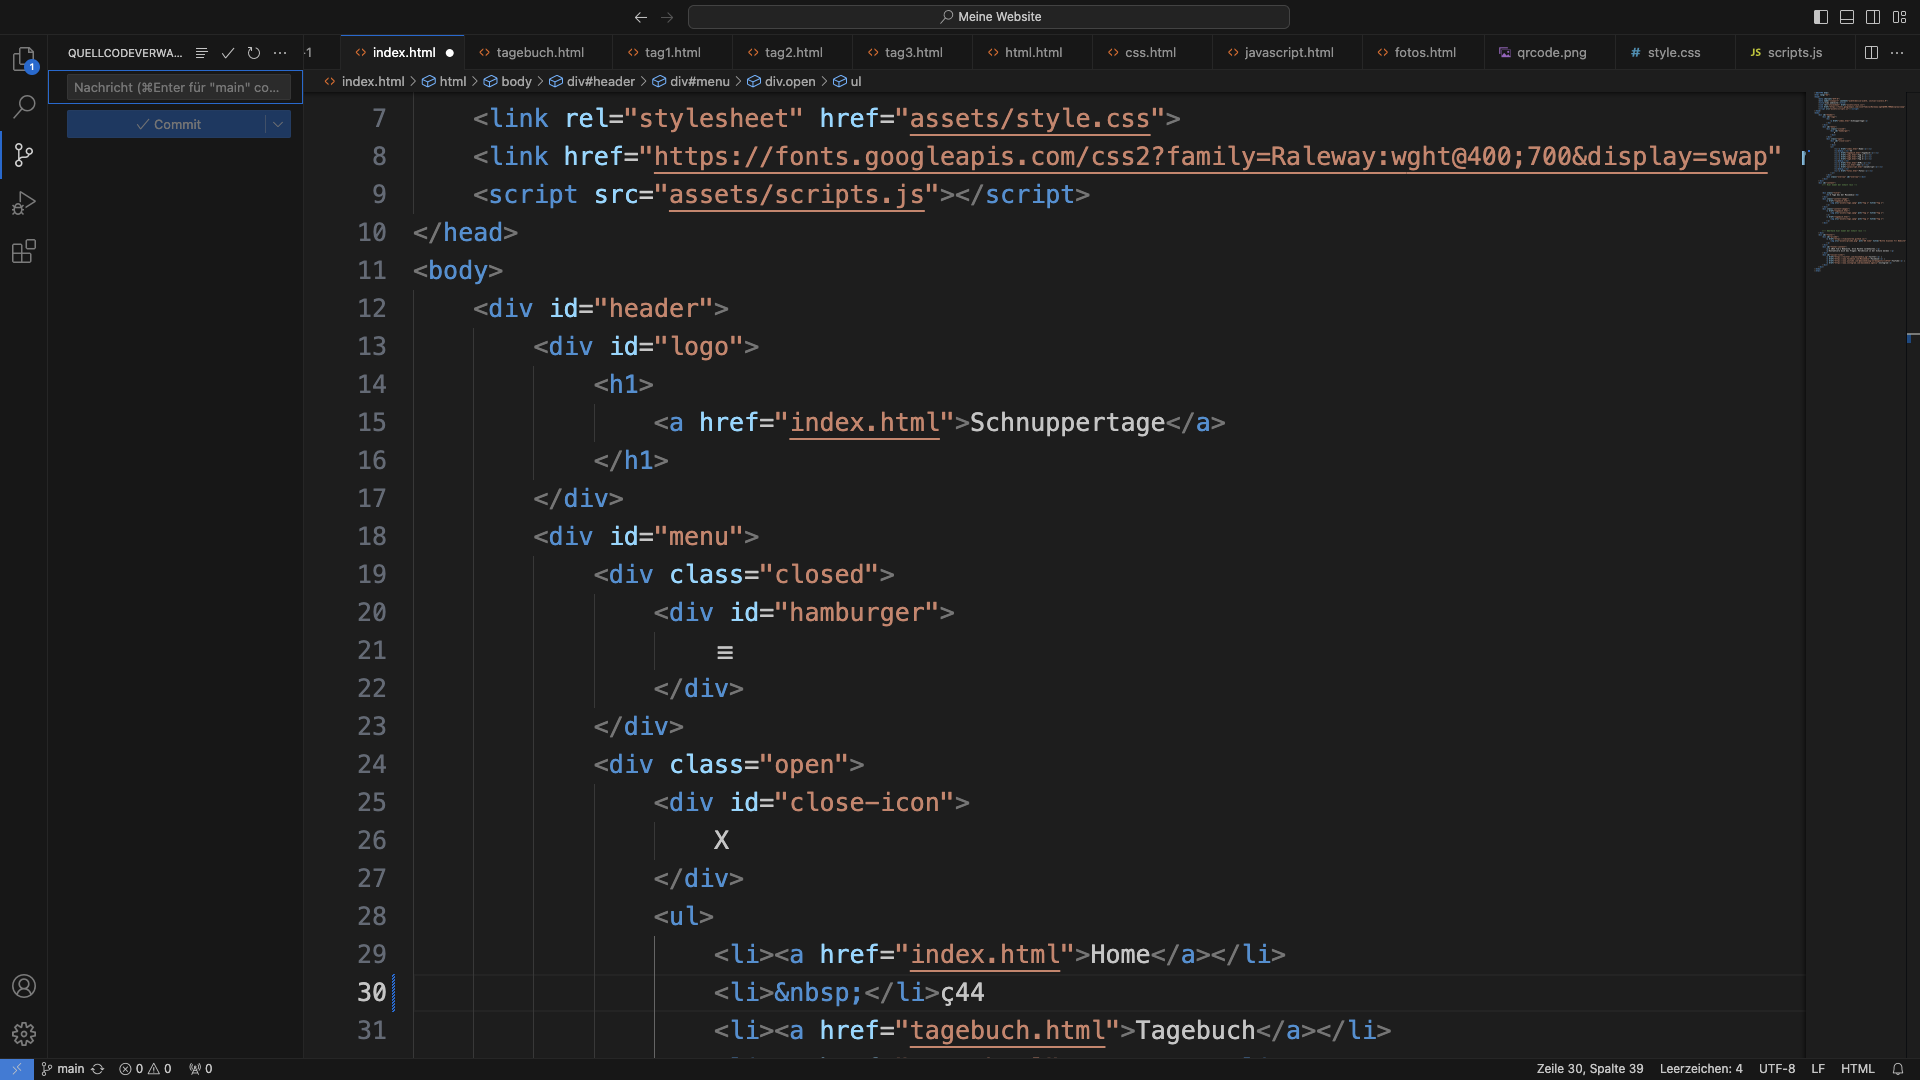 Meine Website
QUELLCODEVERWA...
1
index.html
tagebuch.html
tag1.html
tag2.html
tag3.html
html.html
css.html
javascript.html
fotos.html
qrcode.png
# style.css
JS scripts.js
1
index.html > html > body > div#header > div#menu > div.open > ul
Nachricht (⌘Enter für "main" co...
Commit
7 <link rel="stylesheet" href="assets/style.css">
8 <link href="https://fonts.googleapis.com/css2?family=Raleway:wght@400;700&display=swap" r
9 <script src="assets/scripts.js"></script>
10 </head>
11 <body>
12 <div id="header">
13 <div id="logo">
14 <h1>
15 <a href="index.html">Schnuppertage</a>
16 </h1>
17 </div>
18 <div id="menu">
19 <div class="closed">
20 <div id="hamburger">
21 ≡
22 </div>
23 </div>
24 <div class="open">
25 <div id="close-icon">
26 X
27 </div>
28 <ul>
29 <li><a href="index.html">Home</a></li>
30 <li>&nbsp;</li>ç44
31 <li><a href="tagebuch.html">Tagebuch</a></li>
main
0
0
0
Zeile 30, Spalte 39
Leerzeichen: 4
UTF-8
LF
HTML